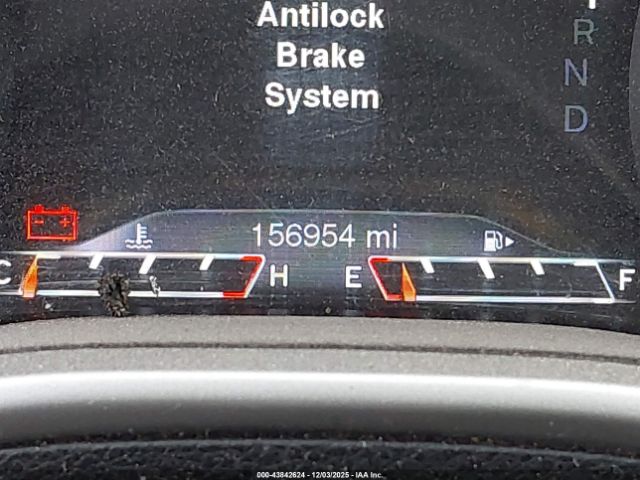 Antilock
Brake
System
R
N
D
156954 mi
C H E F
000-43842624 - 12/03/2025 - IAA Inc.